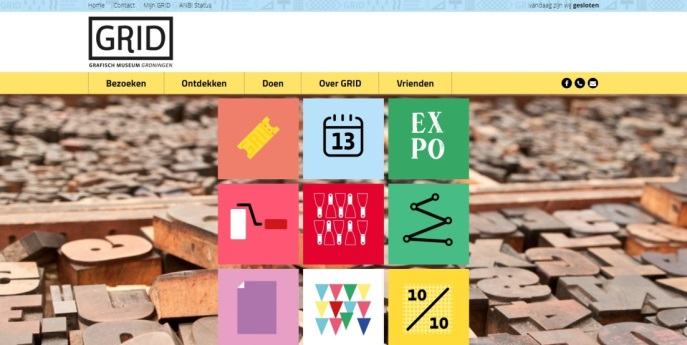 Home Contact Mijn GRID ANBI Status vandaag zijn wij gesloten
GRID
GRAFISCH MUSEUM GRONINGEN
Bezoeken Ontdekken Doen Over GRID Vrienden
13
EX
PO
10
10